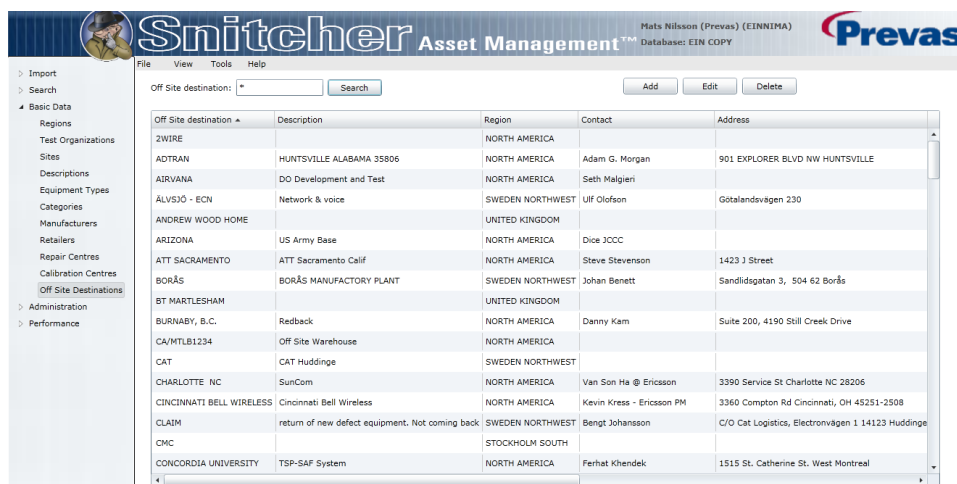 Snitcher Asset Management™
Mats Nilsson (Prevas) (EINNIMA)
Database: EIN COPY
Prevas
File View Tools Help
Import
Search
Basic Data
Regions
Test Organizations
Sites
Descriptions
Equipment Types
Categories
Manufacturers
Retailers
Repair Centres
Calibration Centres
Off Site Destinations
Administration
Performance
Off Site destination: * Search Add Edit Delete
Off Site destination Description Region Contact Address
2WIRE NORTH AMERICA
ADTRAN HUNTSVILLE ALABAMA 35806 NORTH AMERICA Adam G. Morgan 901 EXPLORER BLVD NW HUNTSVILLE
AIRVANA DO Development and Test NORTH AMERICA Seth Malgieri
ÄLVSJÖ - ECN Network & voice SWEDEN NORTHWEST Ulf Olofson Götalandsvägen 230
ANDREW WOOD HOME UNITED KINGDOM
ARIZONA US Army Base NORTH AMERICA Dice JCCC
ATT SACRAMENTO ATT Sacramento Calif NORTH AMERICA Steve Stevenson 1423 J Street
BORÅS BORÅS MANUFACTORY PLANT SWEDEN NORTHWEST Johan Benett Sandlidsgatan 3, 504 62 Borås
BT MARTLESHAM UNITED KINGDOM
BURNABY, B.C. Redback NORTH AMERICA Danny Kam Suite 200, 4190 Still Creek Drive
CA/MTLB1234 Off Site Warehouse NORTH AMERICA
CAT CAT Huddinge SWEDEN NORTHWEST
CHARLOTTE NC SunCom NORTH AMERICA Van Son Ha @ Ericsson 3390 Service St Charlotte NC 28206
CINCINNATI BELL WIRELESS Cincinnati Bell Wireless NORTH AMERICA Kevin Kress - Ericsson PM 3360 Compton Rd Cincinnati, OH 45251-2508
CLAIM return of new defect equipment. Not coming back SWEDEN NORTHWEST Bengt Johansson C/O Cat Logistics, Electronvägen 1 14123 Huddinge
CMC STOCKHOLM SOUTH
CONCORDIA UNIVERSITY TSP-SAF System NORTH AMERICA Ferhat Khendek 1515 St. Catherine St. West Montreal